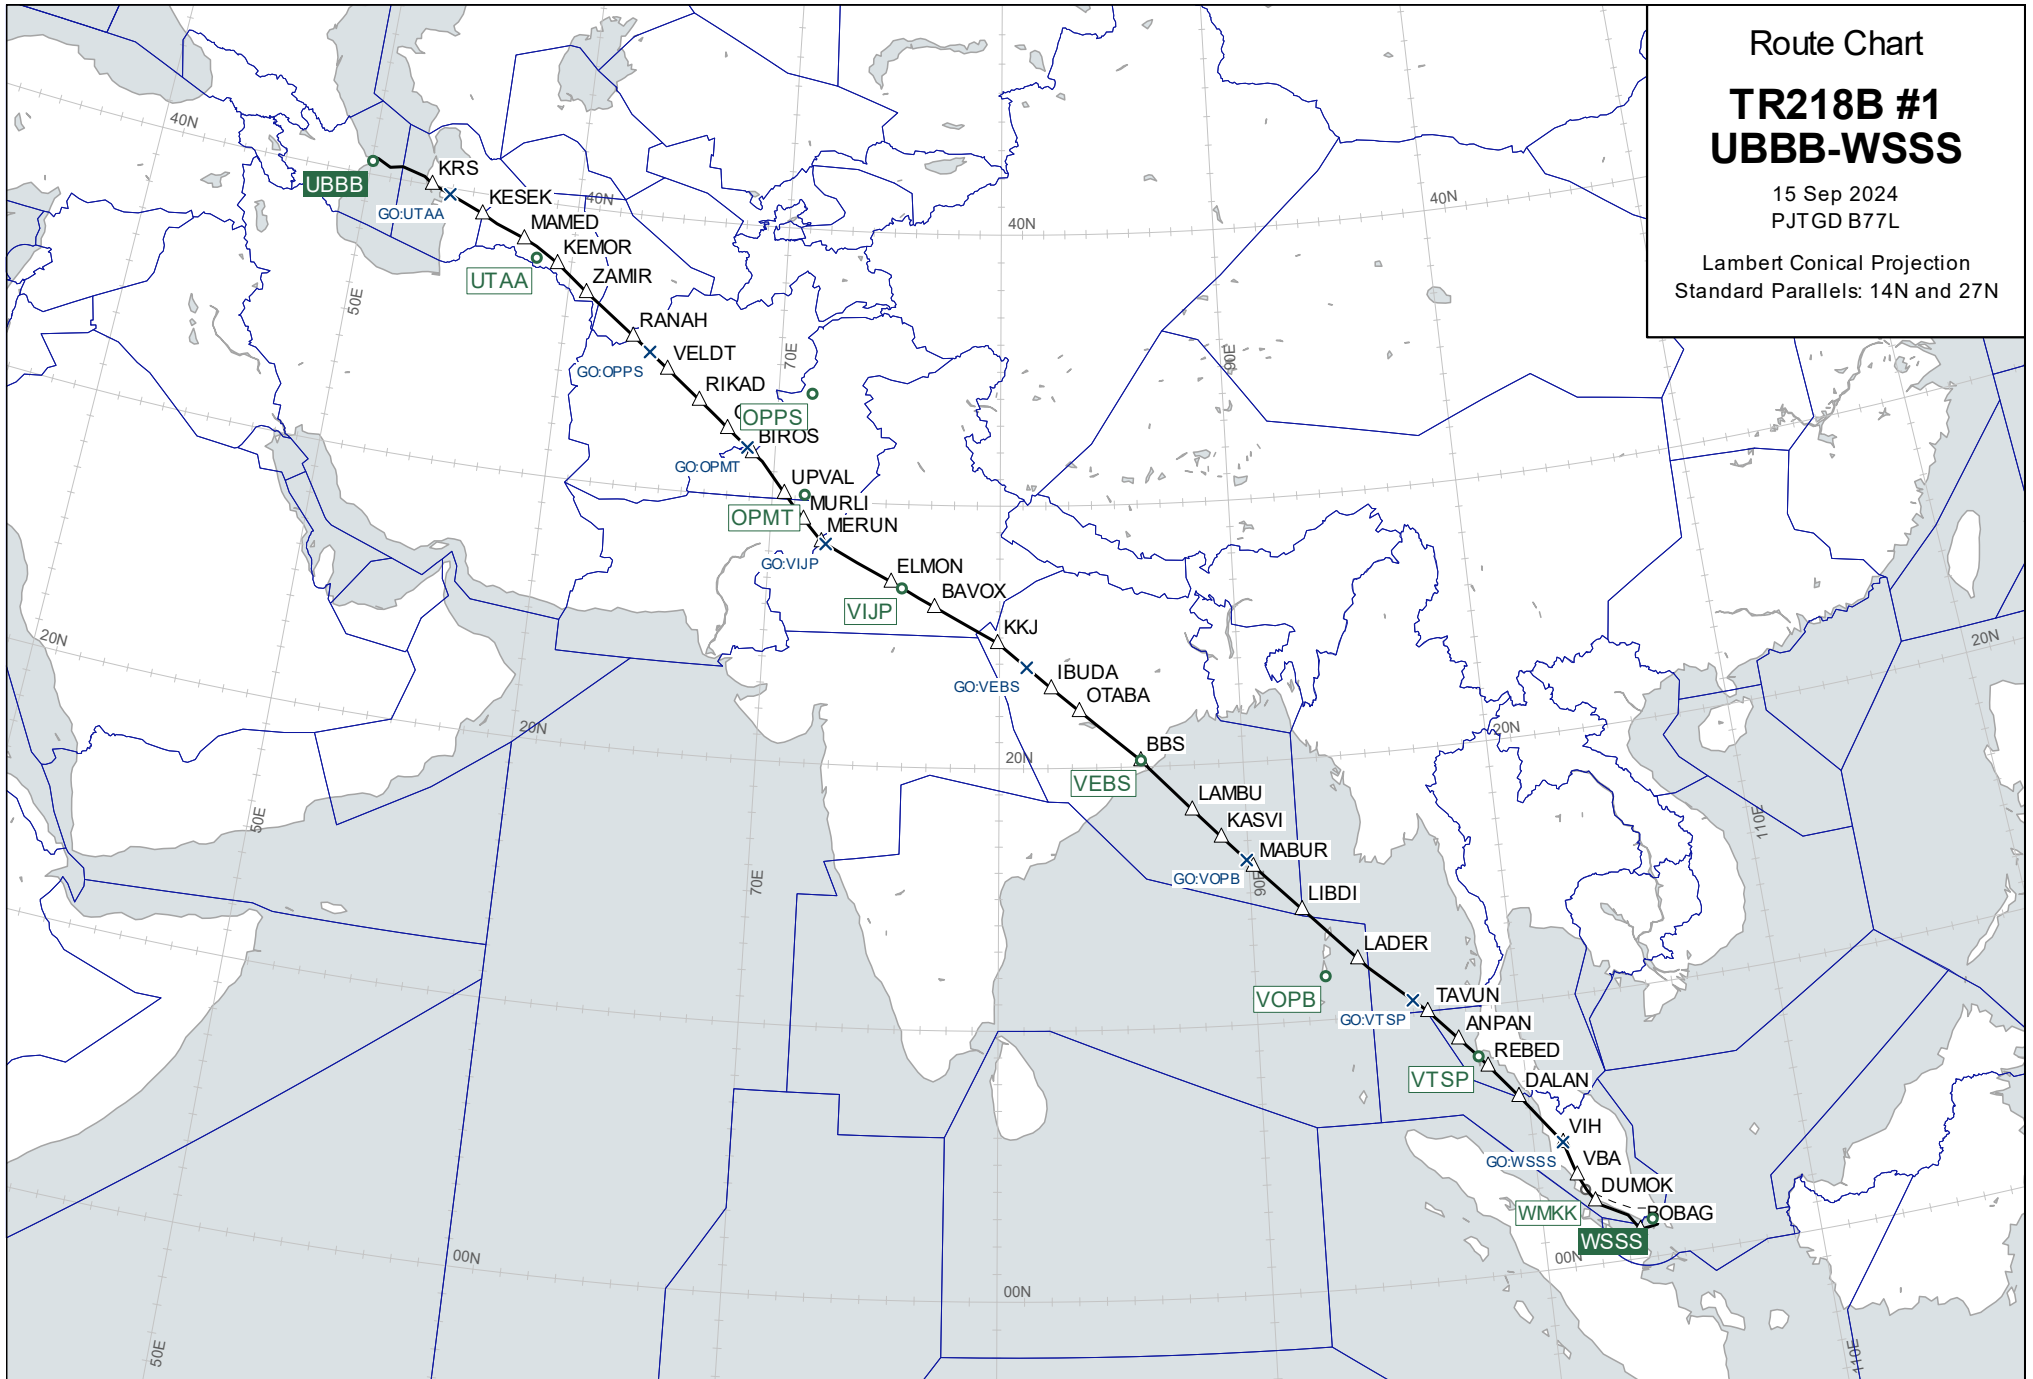 Route Chart
TR218B #1
UBBB-WSSS
15 Sep 2024
PJTGD B77L
Lambert Conical Projection
Standard Parallels: 14N and 27N
40N
KRS
UBBB
GO:UTAA
KESEK
40N
40N
40N
MAMED
KEMOR
UTAA
ZAMIR
50E
RANAH
70E
90E
VELDT
GO:OPPS
RIKAD
OPPS
BIROS
GO:OPMT
UPVAL
MURLI
OPMT
MERUN
GO:VIJP
ELMON
BAVOX
VIJP
KKJ
20N
20N
IBUDA
GO:VEBS
OTABA
20N
20N
BBS
20N
VEBS
LAMBU
50E
KASVI
110E
MABUR
GO:VOPB
70E
90E
LIBDI
LADER
VOPB
TAVUN
GO:VTSP
ANPAN
REBED
VTSP
DALAN
VIH
GO:WSSS
VBA
DUMOK
WMKK
BOBAG
WSSS
00N
00N
00N
50E
110E